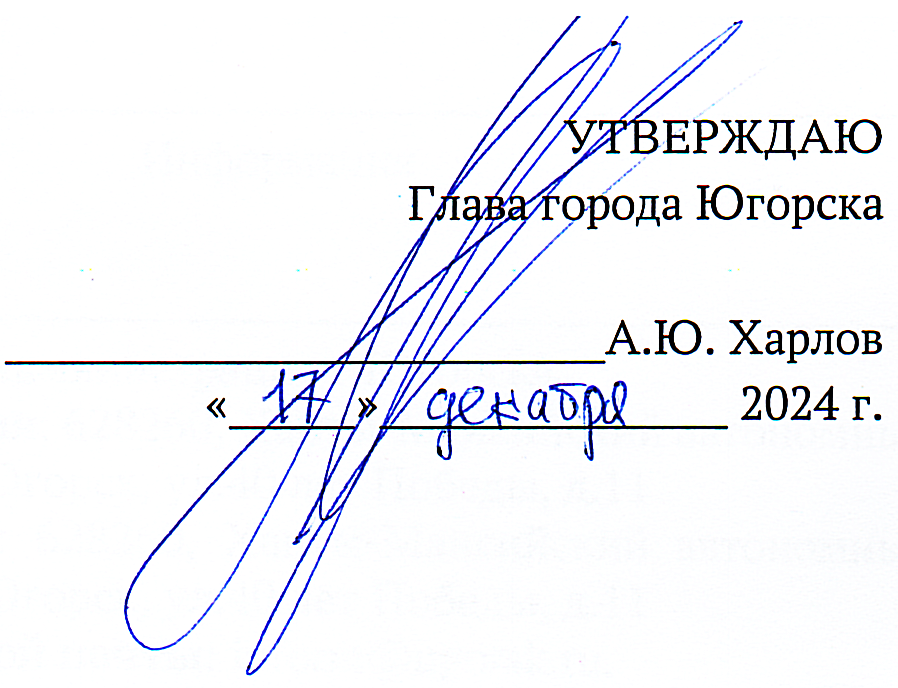 УТВЕРЖДАЮ
Глава города Югорска
А.Ю. Харлов
« 17 » декабря 2024 г.